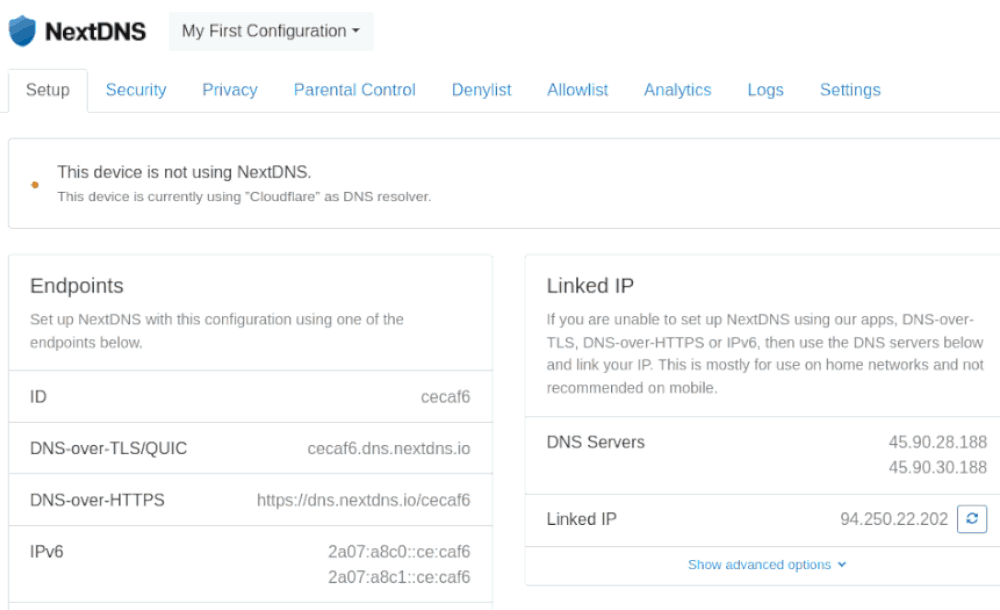 NextDNS My First Configuration
Setup Security Privacy Parental Control Denylist Allowlist Analytics Logs Settings
This device is not using NextDNS.
This device is currently using "Cloudflare" as DNS resolver.
Endpoints
Set up NextDNS with this configuration using one of the
endpoints below.
ID cecaf6
DNS-over-TLS/QUIC cecaf6.dns.nextdns.io
DNS-over-HTTPS https://dns.nextdns.io/cecaf6
IPv6 2a07:a8c0::ce:caf6
2a07:a8c1::ce:caf6
Linked IP
If you are unable to set up NextDNS using our apps, DNS-over-
TLS, DNS-over-HTTPS or IPv6, then use the DNS servers below
and link your IP. This is mostly for use on home networks and not
recommended on mobile.
DNS Servers 45.90.28.188
45.90.30.188
Linked IP 94.250.22.202
Show advanced options